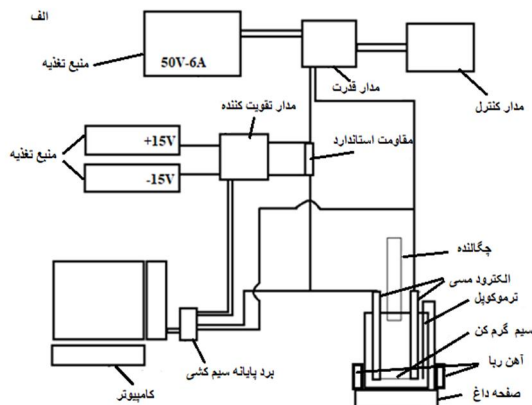 الف
50V-6A
منبع تغذیه
مدار قدرت
مدار کنترل
مدار تقویت کننده
مقاومت استاندارد
+15V
-15V
منبع تغذیه
چگالنده
الکترود مسی
ترموکوپل
سیم گرم کن
آهن ربا
صفحه داغ
برد پایانه سیم کشی
کامپیوتر